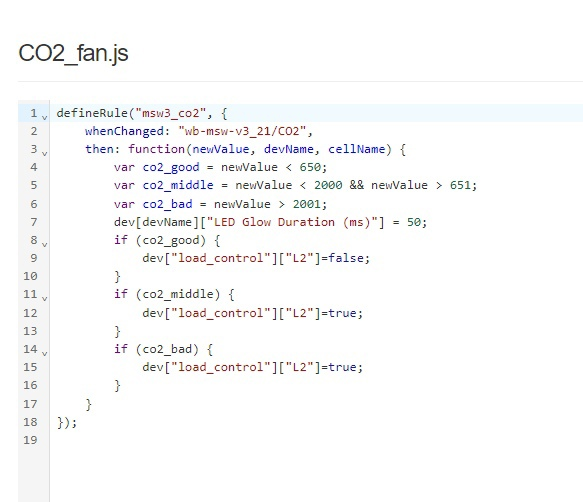 CO2_fan.js
1 defineRule("msw3_co2", {
2 whenChanged: "wb-msw-v3_21/CO2",
3 then: function(newValue, devName, cellName) {
4 var co2_good = newValue < 650;
5 var co2_middle = newValue < 2000 && newValue > 651;
6 var co2_bad = newValue > 2001;
7 dev[devName]["LED Glow Duration (ms)"] = 50;
8 if (co2_good) {
9 dev["load_control"]["L2"]=false;
10 }
11 if (co2_middle) {
12 dev["load_control"]["L2"]=true;
13 }
14 if (co2_bad) {
15 dev["load_control"]["L2"]=true;
16 }
17 }
18 });
19